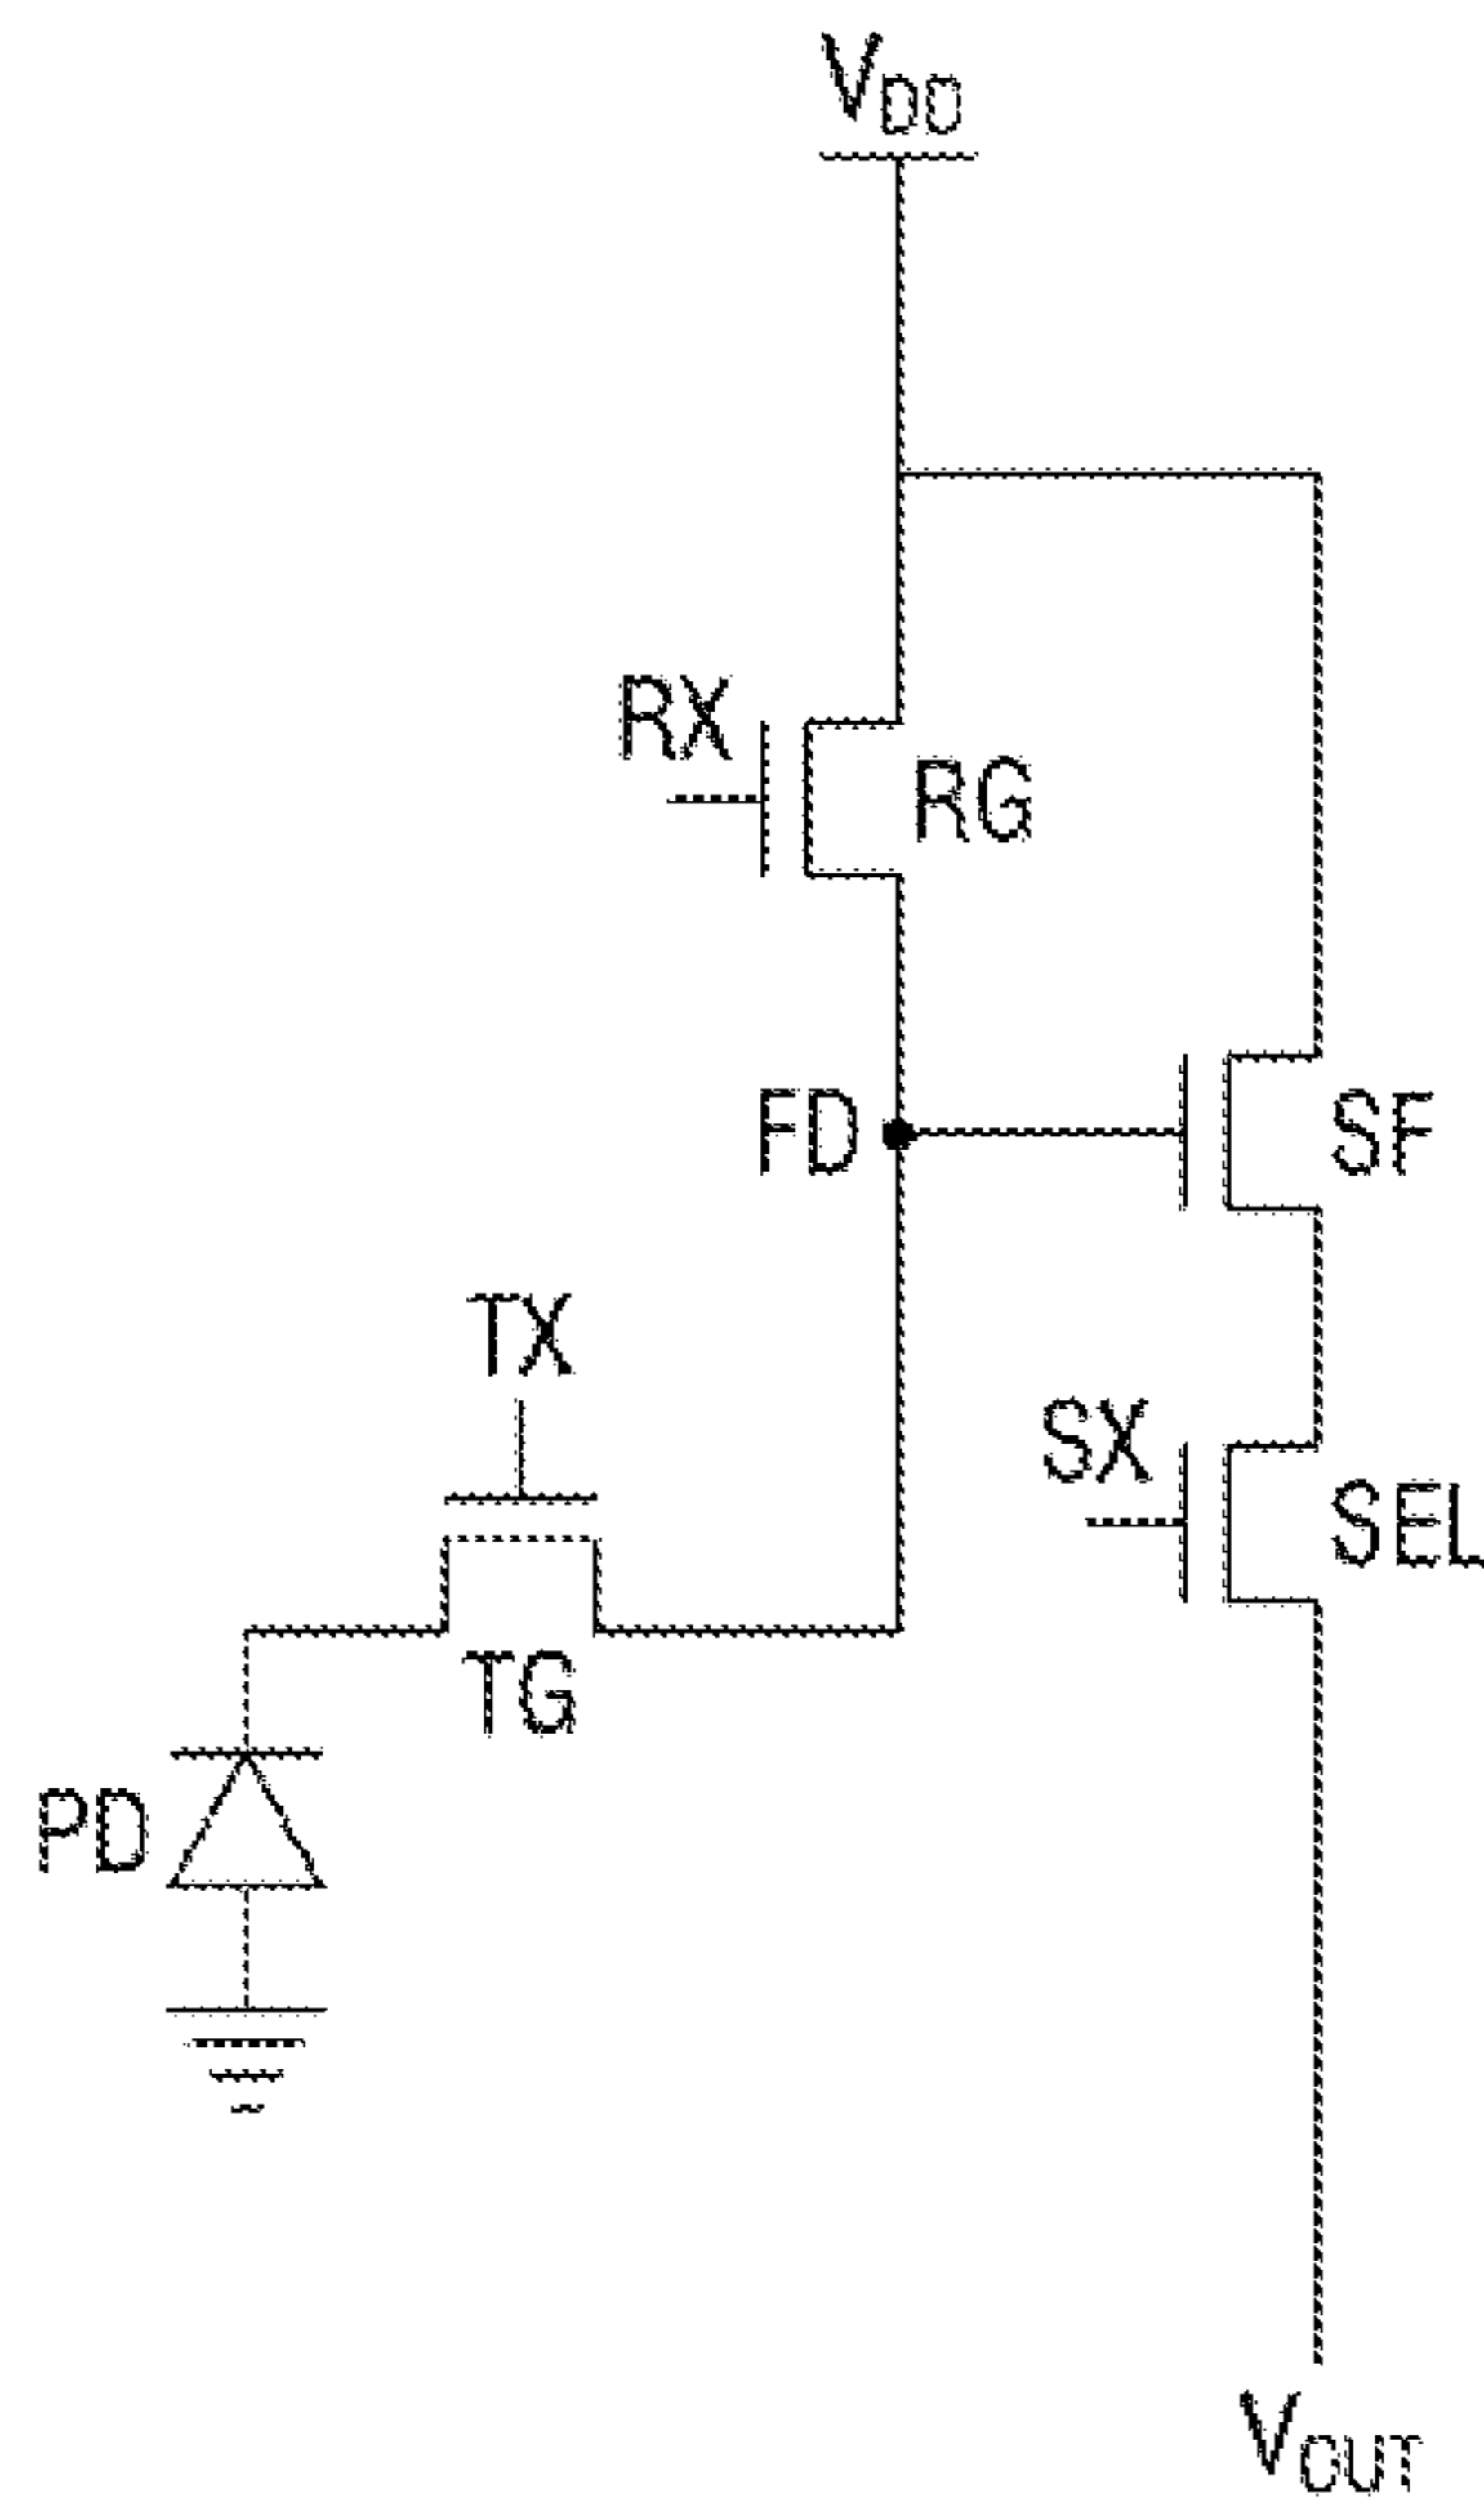 VDD
RX
RG
FD
SF
TX
SX
SEL
TG
PD
VOUT